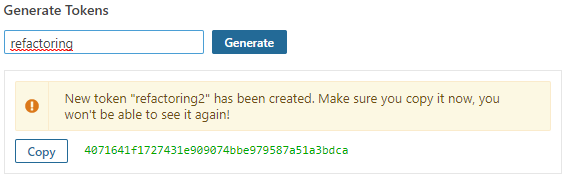 Generate Tokens
refactoring
Generate
New token "refactoring2" has been created. Make sure you copy it now, you
won't be able to see it again!
Copy
4071641f1727431e909074bbe979587a51a3bdca